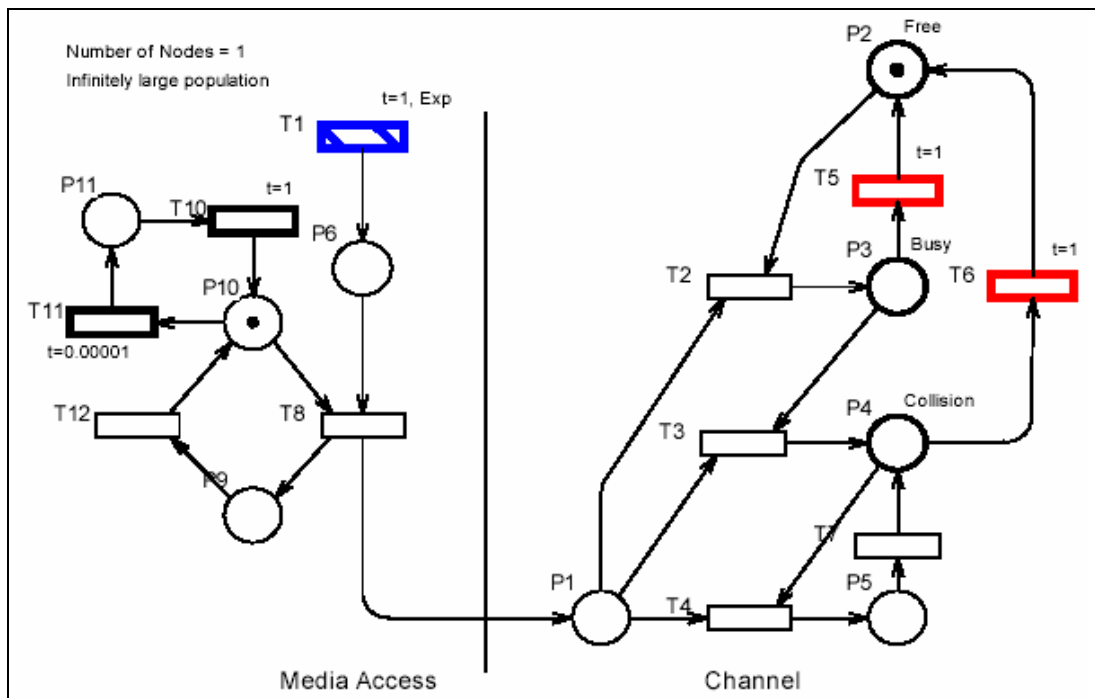 Number of Nodes = 1
Infinitely large population
t=1, Exp
T1
P2
Free
P11
T10
t=1
P6
T5
t=1
P3
Busy
T2
T6
t=1
P10
T11
t=0.00001
T12
T8
P9
T3
P4
Collision
T7
P1
T4
P5
Media Access
Channel